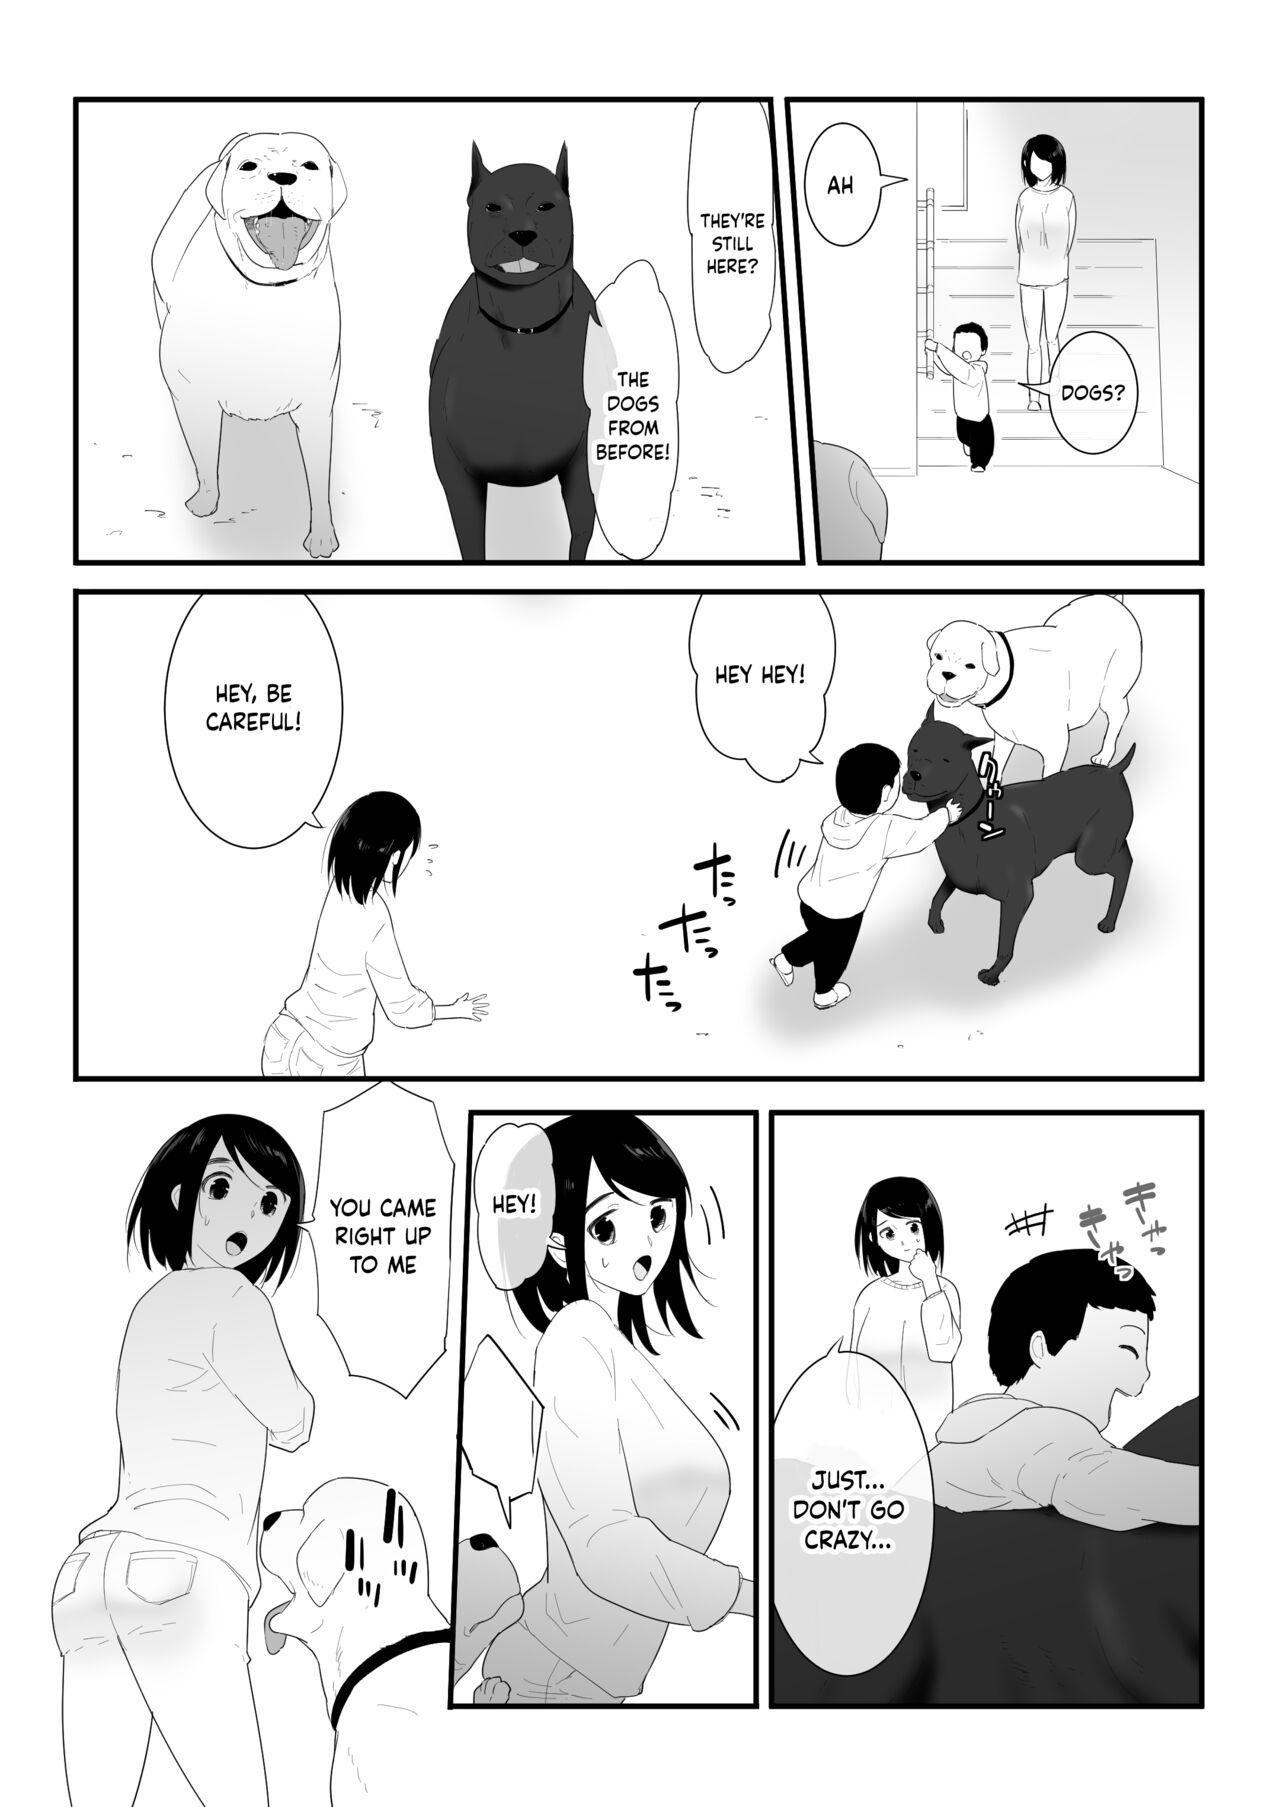 AH
DOGS?
THEY'RE
STILL
HERE?
THE
DOGS
FROM
BEFORE!
HEY HEY!
クゥーン
たっ
たっ
たっ
HEY, BE
CAREFUL!
きゃっ
きゃっ
JUST...
DON'T GO
CRAZY...
HEY!
YOU CAME
RIGHT UP
TO ME